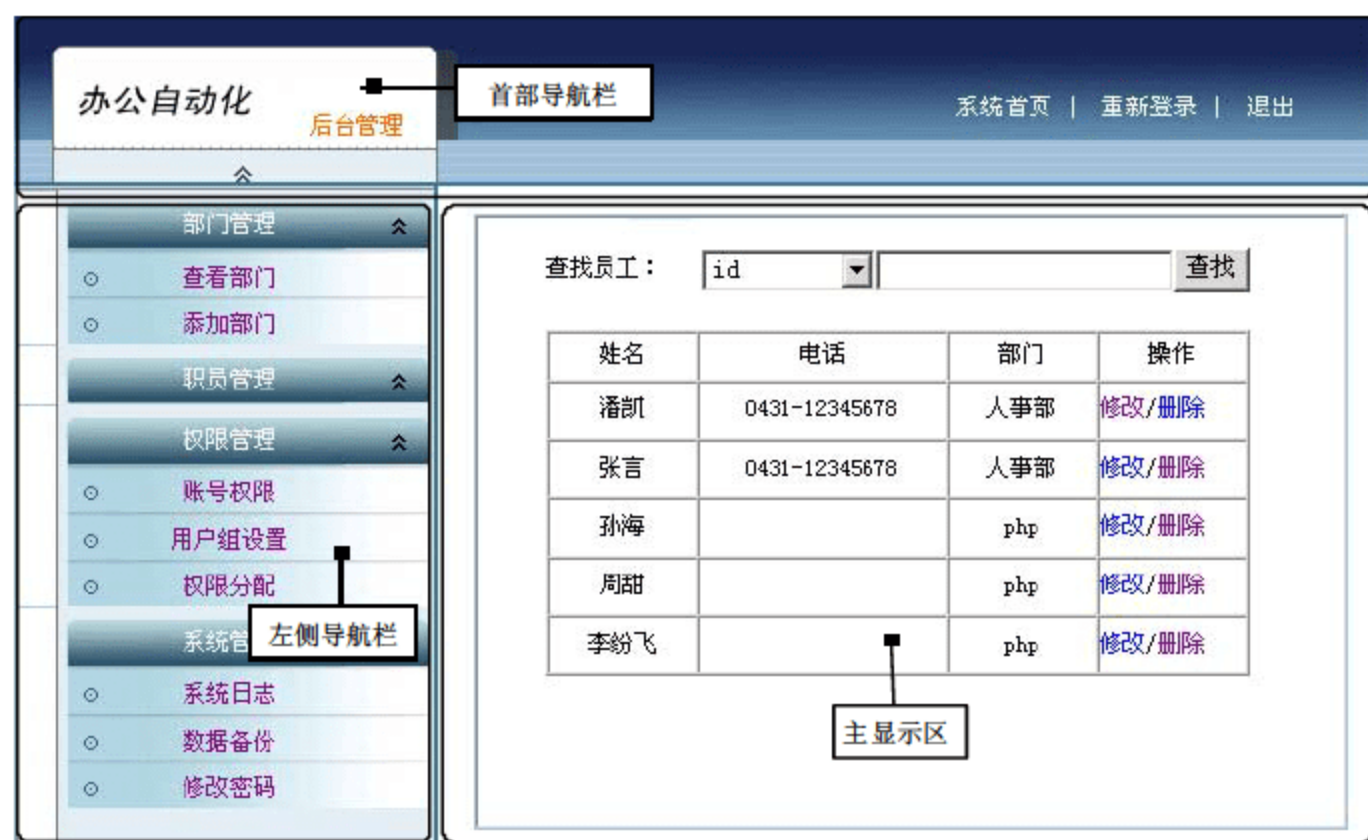 办公自动化
后台管理
首部导航栏
系统首页 | 重新登录 | 退出
部门管理
查看部门
添加部门
职员管理
权限管理
账号权限
用户组设置
权限分配
系统管
左侧导航栏
系统日志
数据备份
修改密码
查找员工： id 查找
姓名 电话 部门 操作
潘凯 0431-12345678 人事部 修改/删除
张言 0431-12345678 人事部 修改/删除
孙海 php 修改/删除
周甜 php 修改/删除
李纷飞 php 修改/删除
主显示区